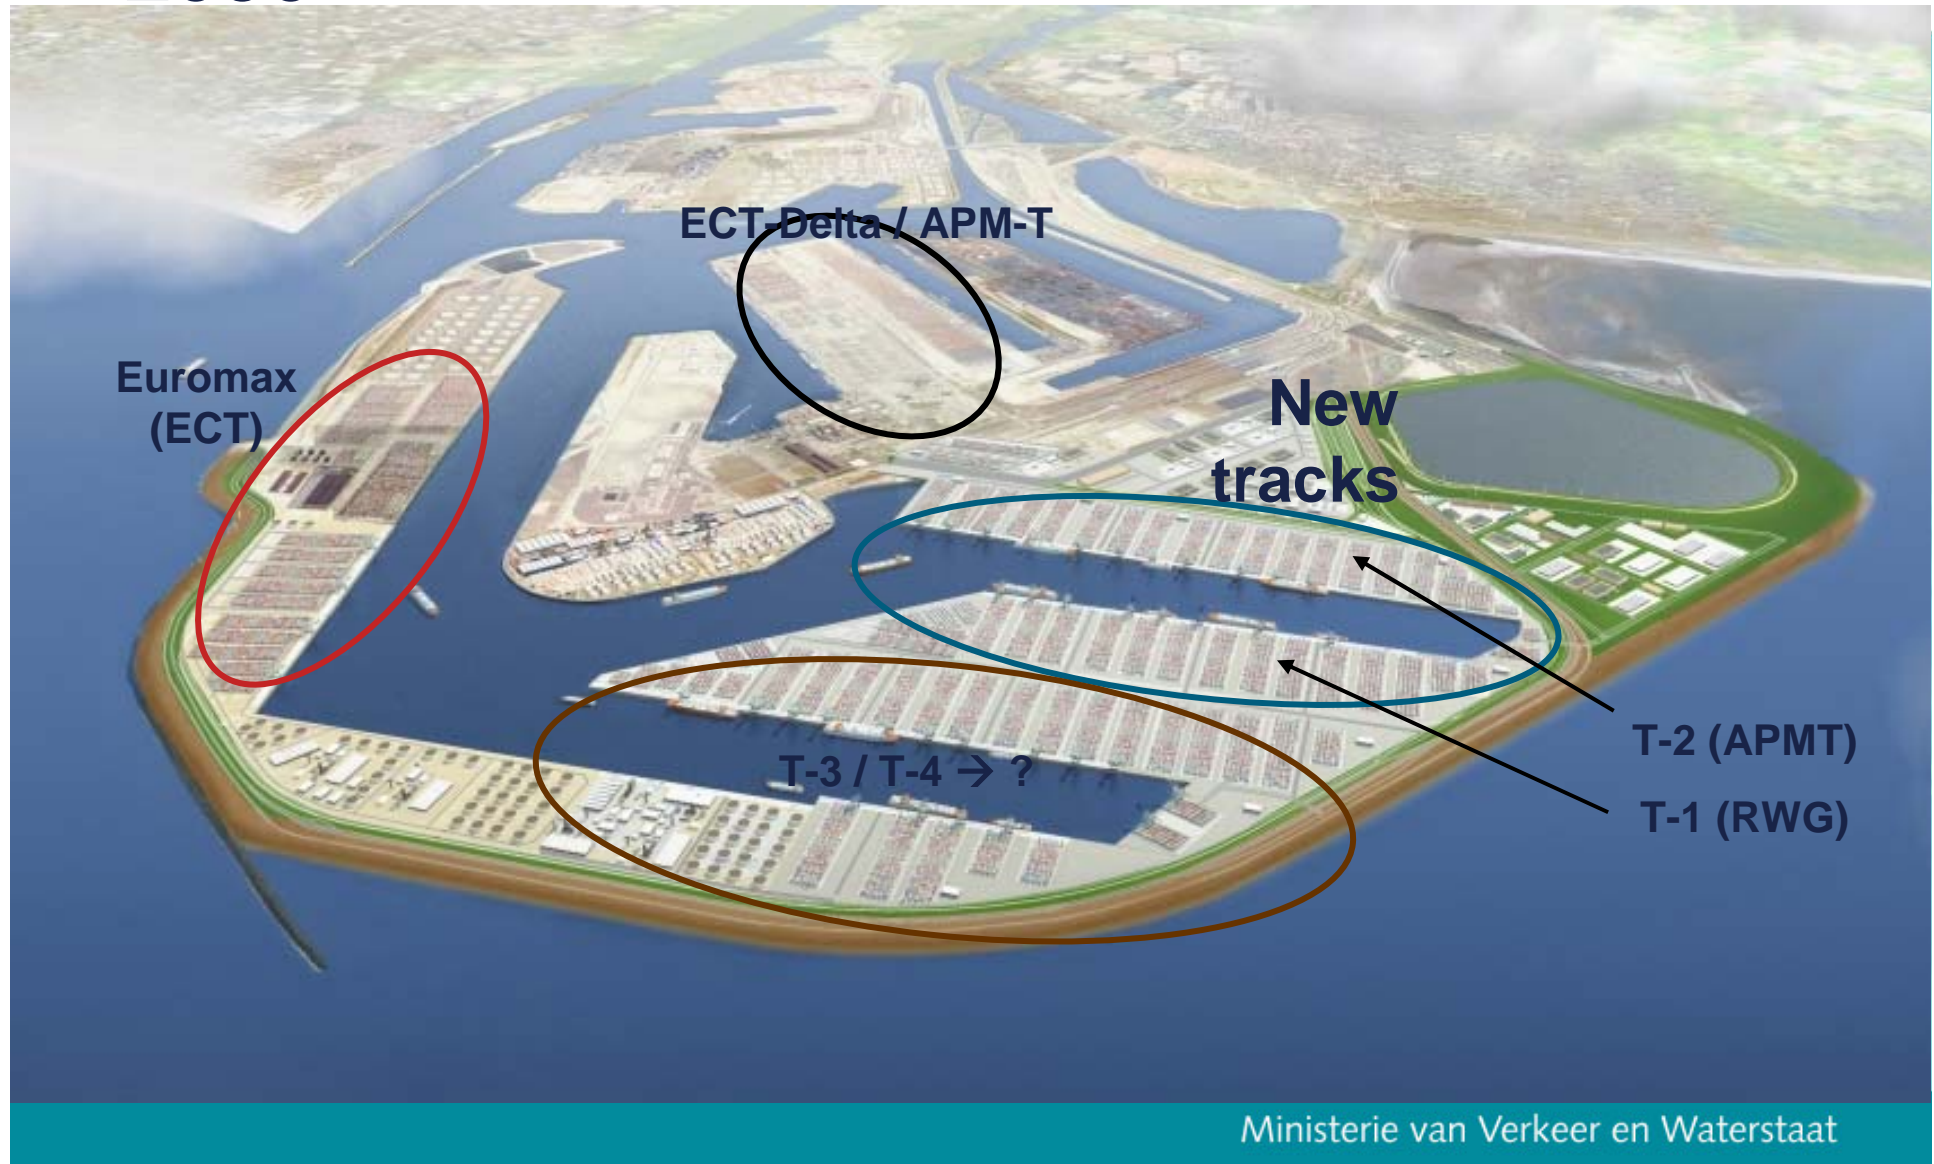 ECT-Delta / APM-T
Euromax
(ECT)
New
tracks
T-2 (APMT)
T-3 / T-4 → ?
T-1 (RWG)
Ministerie van Verkeer en Waterstaat